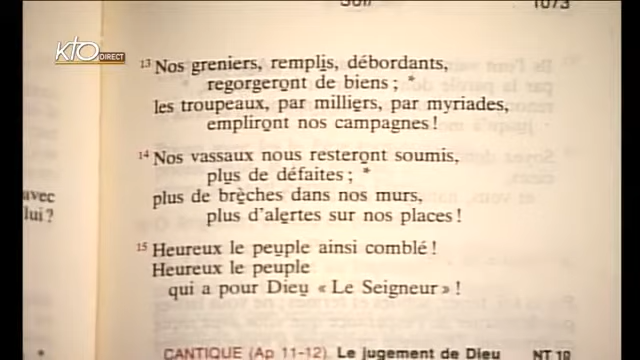 1073
KTO DIRECT
13 Nos greniers, remplis, débordants,
regorgeront de biens ; *
les troupeaux, par milliers, par myriades,
empliront nos campagnes !
14 Nos vassaux nous resteront soumis,
plus de défaites ; *
plus de brèches dans nos murs,
plus d'alertes sur nos places !
avec
lui ?
15 Heureux le peuple ainsi comblé !
Heureux le peuple
qui a pour Dieu « Le Seigneur » !
CANTIQUE (Ap 11-12). Le jugement de Dieu NT 18